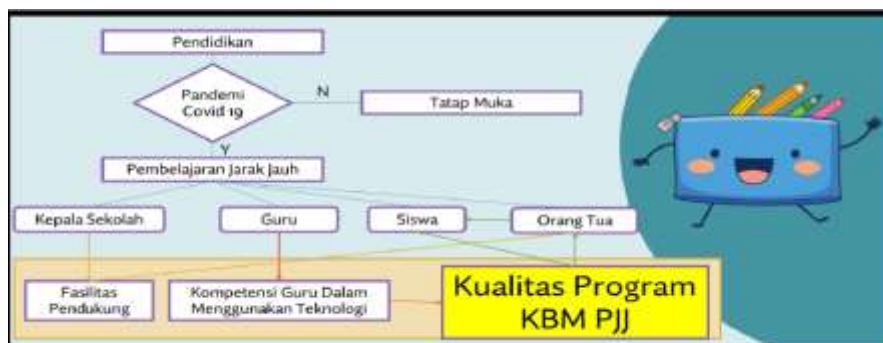 Pendidikan
Pandemi
Covid 19
N
Tatap Muka
Y
Pembelajaran Jarak Jauh
Kepala Sekolah
Guru
Siswa
Orang Tua
Fasilitas
Pendukung
Kompetensi Guru Dalam
Menggunakan Teknologi
Kualitas Program
KBM PJJ